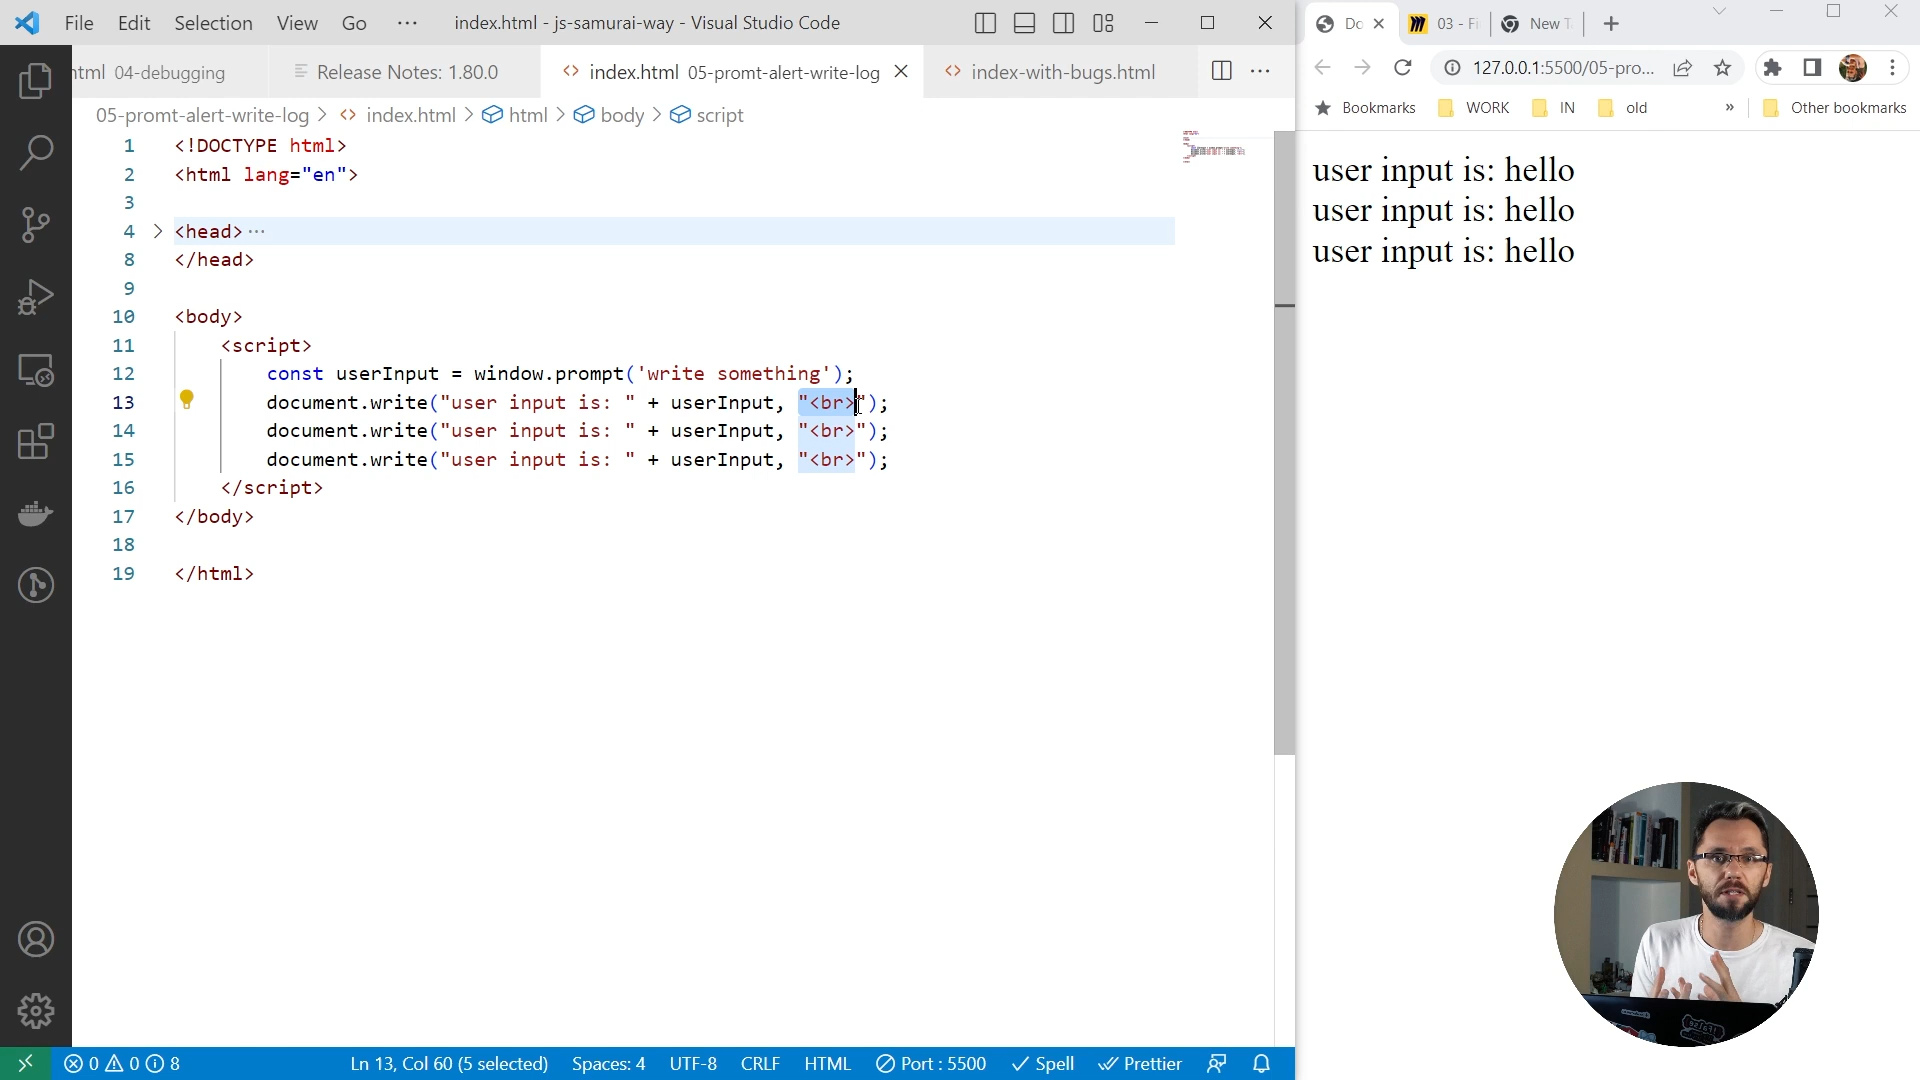 File Edit Selection View Go ··· index.html - js-samurai-way - Visual Studio Code
html 04-debugging Release Notes: 1.80.0 index.html 05-promt-alert-write-log index-with-bugs.html
05-promt-alert-write-log > index.html > html > body > script
1 <!DOCTYPE html>
2 <html lang="en">
3
4 <head>···
8 </head>
9
10 <body>
11 <script>
12 const userInput = window.prompt('write something');
13 document.write("user input is: " + userInput, "<br>");
14 document.write("user input is: " + userInput, "<br>");
15 document.write("user input is: " + userInput, "<br>");
16 </script>
17 </body>
18
19 </html>
0 0 8 Ln 13, Col 60 (5 selected) Spaces: 4 UTF-8 CRLF HTML Port : 5500 Spell Prettier
Do 03 - Fi New T
127.0.0.1:5500/05-pro...
Bookmarks WORK IN old » Other bookmarks
user input is: hello
user input is: hello
user input is: hello